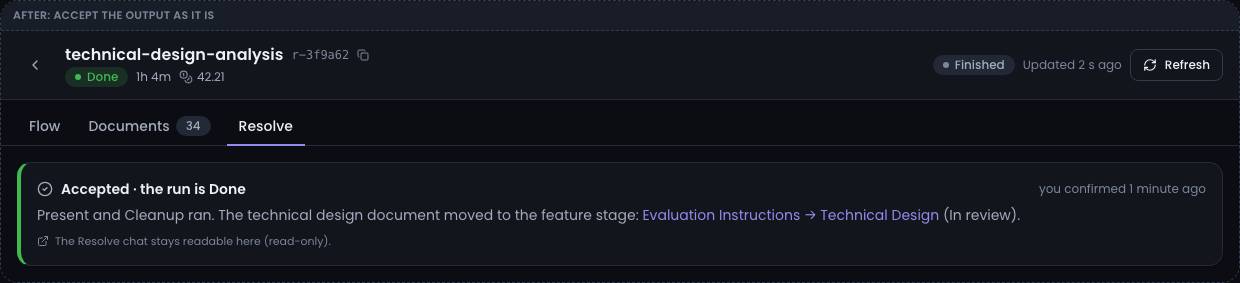 AFTER: ACCEPT THE OUTPUT AS IT IS
technical-design-analysis r-3f9a62
Done 1h 4m 42.21
Finished Updated 2 s ago Refresh
Flow Documents 34 Resolve
Accepted · the run is Done you confirmed 1 minute ago
Present and Cleanup ran. The technical design document moved to the feature stage: Evaluation Instructions → Technical Design (In review).
The Resolve chat stays readable here (read-only).